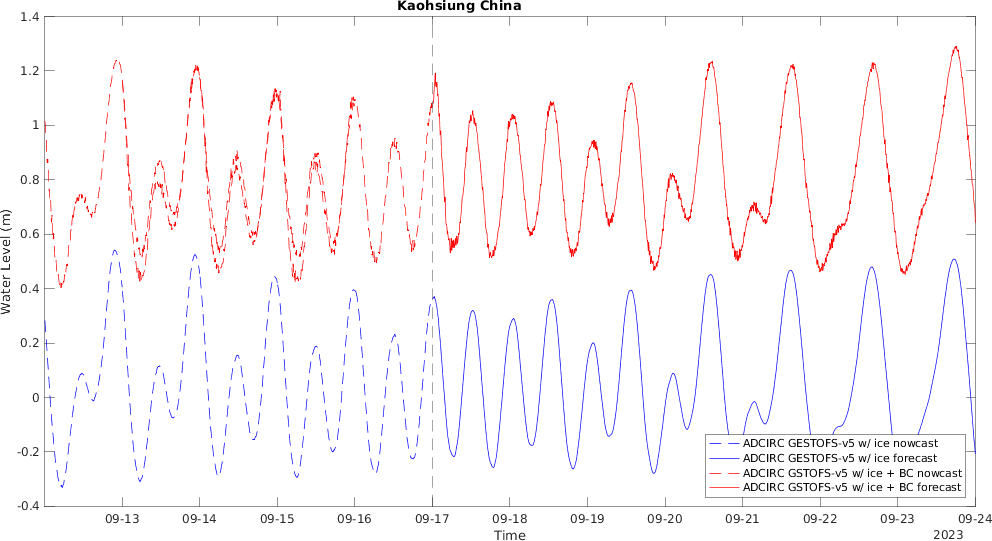 Kaohsiung China
1.4
1.2
1
0.8
0.6
0.4
0.2
0
-0.2
-0.4
Water Level (m)
ADCIRC GESTOFS-v5 w/ ice nowcast
ADCIRC GESTOFS-v5 w/ ice forecast
ADCIRC GSTOFS-v5 w/ ice + BC nowcast
ADCIRC GSTOFS-v5 w/ ice + BC forecast
09-13 09-14 09-15 09-16 09-17 09-18 09-19 09-20 09-21 09-22 09-23 09-24
Time
2023